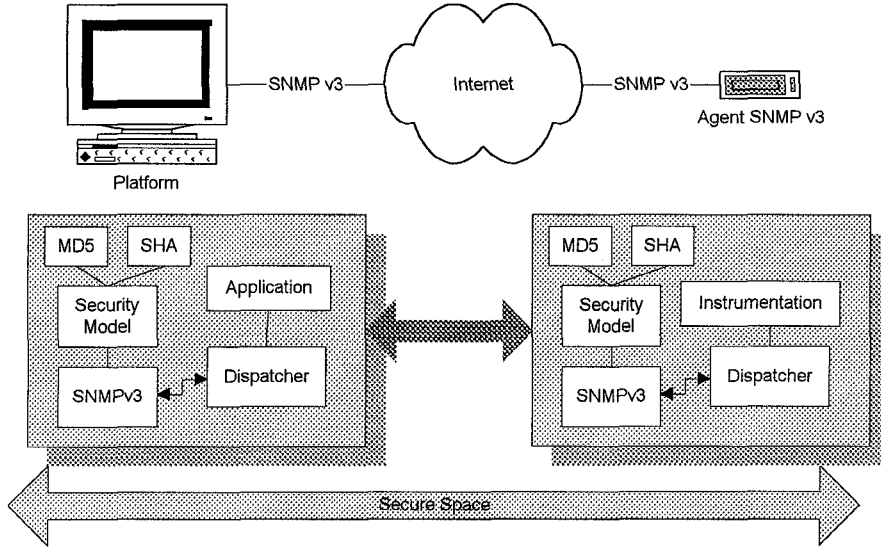 SNMP v3
Internet
SNMP v3
Agent SNMP v3
Platform
MD5
SHA
Security
Model
Application
SNMPv3
Dispatcher
MD5
SHA
Security
Model
Instrumentation
SNMPv3
Dispatcher
Secure Space